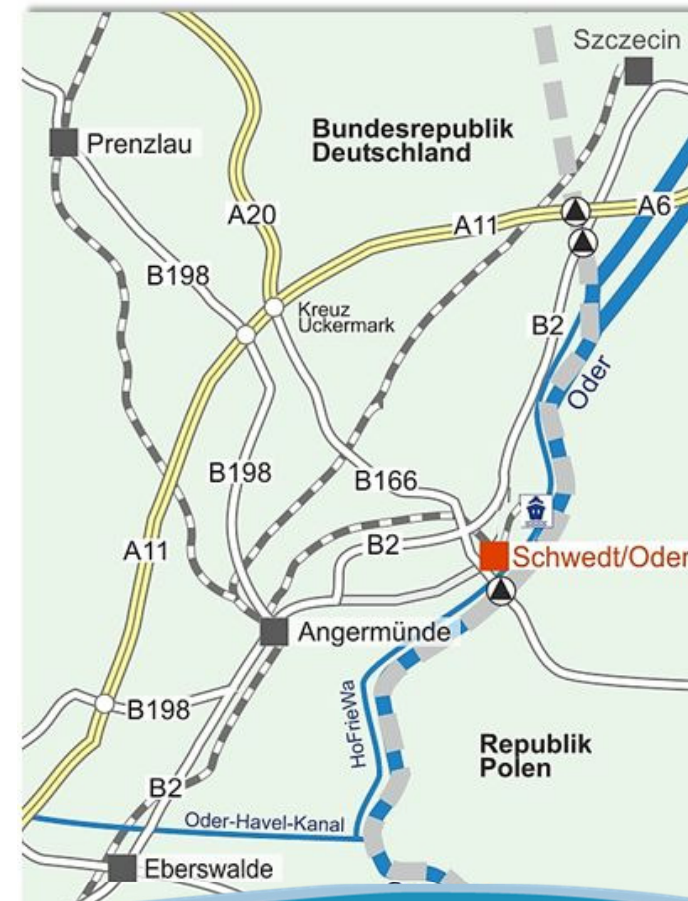 Szczecin
Bundesrepublik
Deutschland
Prenzlau
A20
A11
A6
B198
Kreuz
Uckermark
B2
Oder
B198
B166
A11
B2
Schwedt/Oder
Angermünde
B198
HoFrieWa
Republik
Polen
B2
Oder-Havel-Kanal
Eberswalde